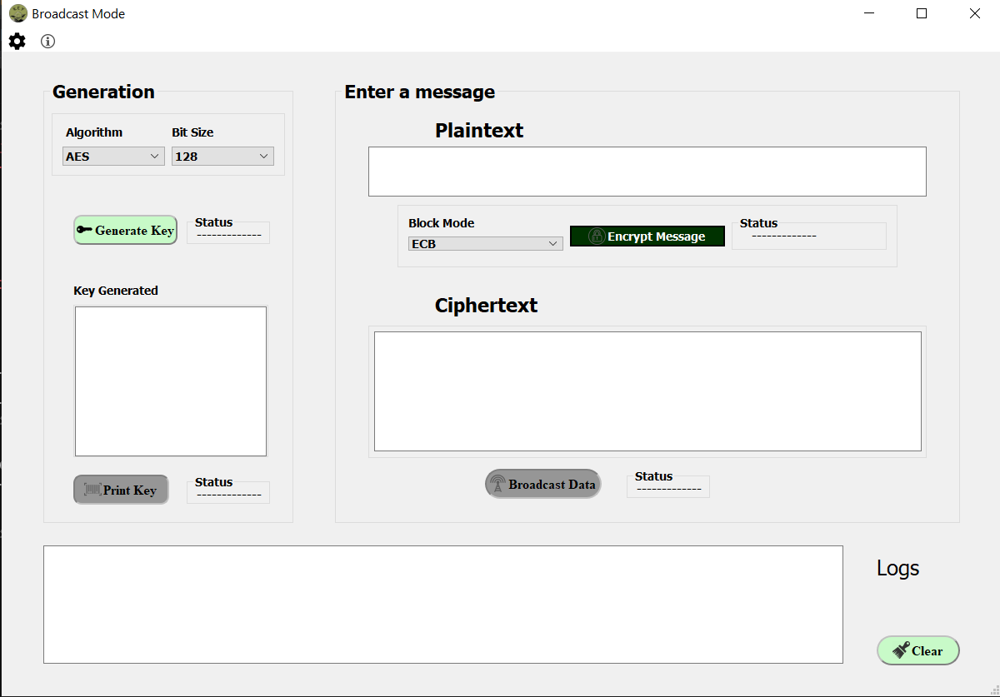 Broadcast Mode
Generation
Algorithm
Bit Size
AES
128
Generate Key
Status
-------------
Key Generated
Print Key
Status
-------------
Enter a message
Plaintext
Block Mode
ECB
Encrypt Message
Status
-------------
Ciphertext
Broadcast Data
Status
-------------
Logs
Clear